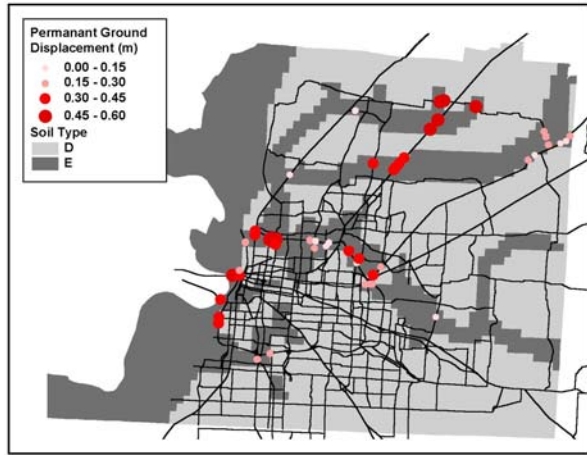 Permanant Ground
Displacement (m)
0.00 - 0.15
0.15 - 0.30
0.30 - 0.45
0.45 - 0.60
Soil Type
D
E